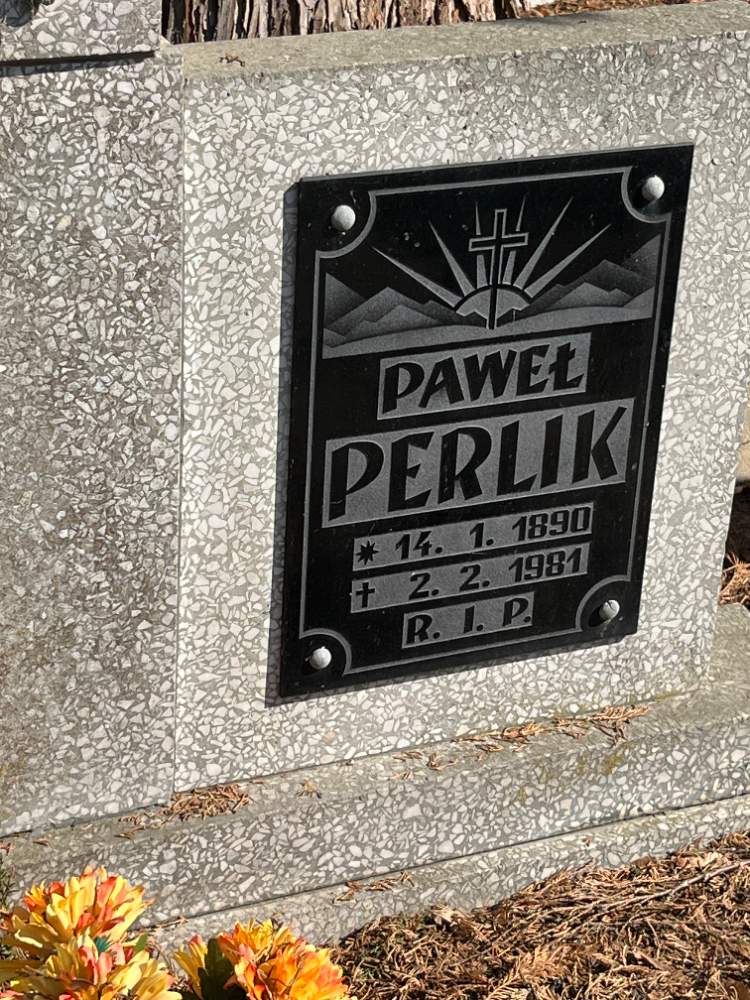 PAWEŁ
PERLIK
* 14. 1. 1890
† 2. 2. 1981
R. I. P.